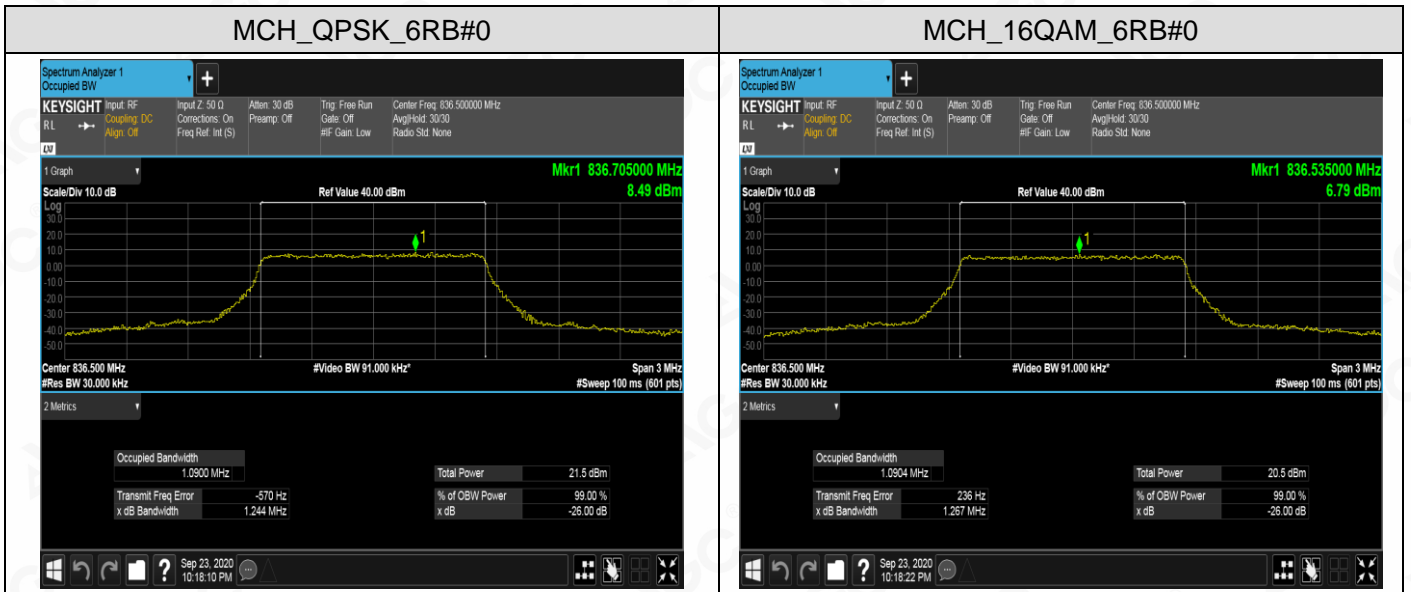 MCH_QPSK_6RB#0
Spectrum Analyzer 1
Occupied BW
+
KEYSIGHT
RL
Input: RF
Coupling: DC
Align: Off
Input Z: 50 Ω
Corrections: On
Freq Ref: Int (S)
Atten: 30 dB
Preamp: Off
Trig: Free Run
Gate: Off
#IF Gain: Low
Center Freq: 836.500000 MHz
Avg|Hold: 30/30
Radio Std: None
LXI
1 Graph
Mkr1 836.705000 MHz
Scale/Div 10.0 dB
Ref Value 40.00 dBm
8.49 dBm
Log
30.0
20.0
10.0
0.00
-10.0
-20.0
-30.0
-40.0
-50.0
1
Center 836.500 MHz
#Video BW 91.000 kHz*
Span 3 MHz
#Res BW 30.000 kHz
#Sweep 100 ms (601 pts)
2 Metrics
Occupied Bandwidth
1.0900 MHz
Total Power 21.5 dBm
Transmit Freq Error -570 Hz
% of OBW Power 99.00 %
x dB Bandwidth 1.244 MHz
x dB -26.00 dB
?
Sep 23, 2020
10:18:10 PM
MCH_16QAM_6RB#0
Spectrum Analyzer 1
Occupied BW
+
KEYSIGHT
RL
Input: RF
Coupling: DC
Align: Off
Input Z: 50 Ω
Corrections: On
Freq Ref: Int (S)
Atten: 30 dB
Preamp: Off
Trig: Free Run
Gate: Off
#IF Gain: Low
Center Freq: 836.500000 MHz
Avg|Hold: 30/30
Radio Std: None
LXI
1 Graph
Mkr1 836.535000 MHz
Scale/Div 10.0 dB
Ref Value 40.00 dBm
6.79 dBm
Log
30.0
20.0
10.0
0.00
-10.0
-20.0
-30.0
-40.0
-50.0
1
Center 836.500 MHz
#Video BW 91.000 kHz*
Span 3 MHz
#Res BW 30.000 kHz
#Sweep 100 ms (601 pts)
2 Metrics
Occupied Bandwidth
1.0904 MHz
Total Power 20.5 dBm
Transmit Freq Error 236 Hz
% of OBW Power 99.00 %
x dB Bandwidth 1.267 MHz
x dB -26.00 dB
?
Sep 23, 2020
10:18:22 PM